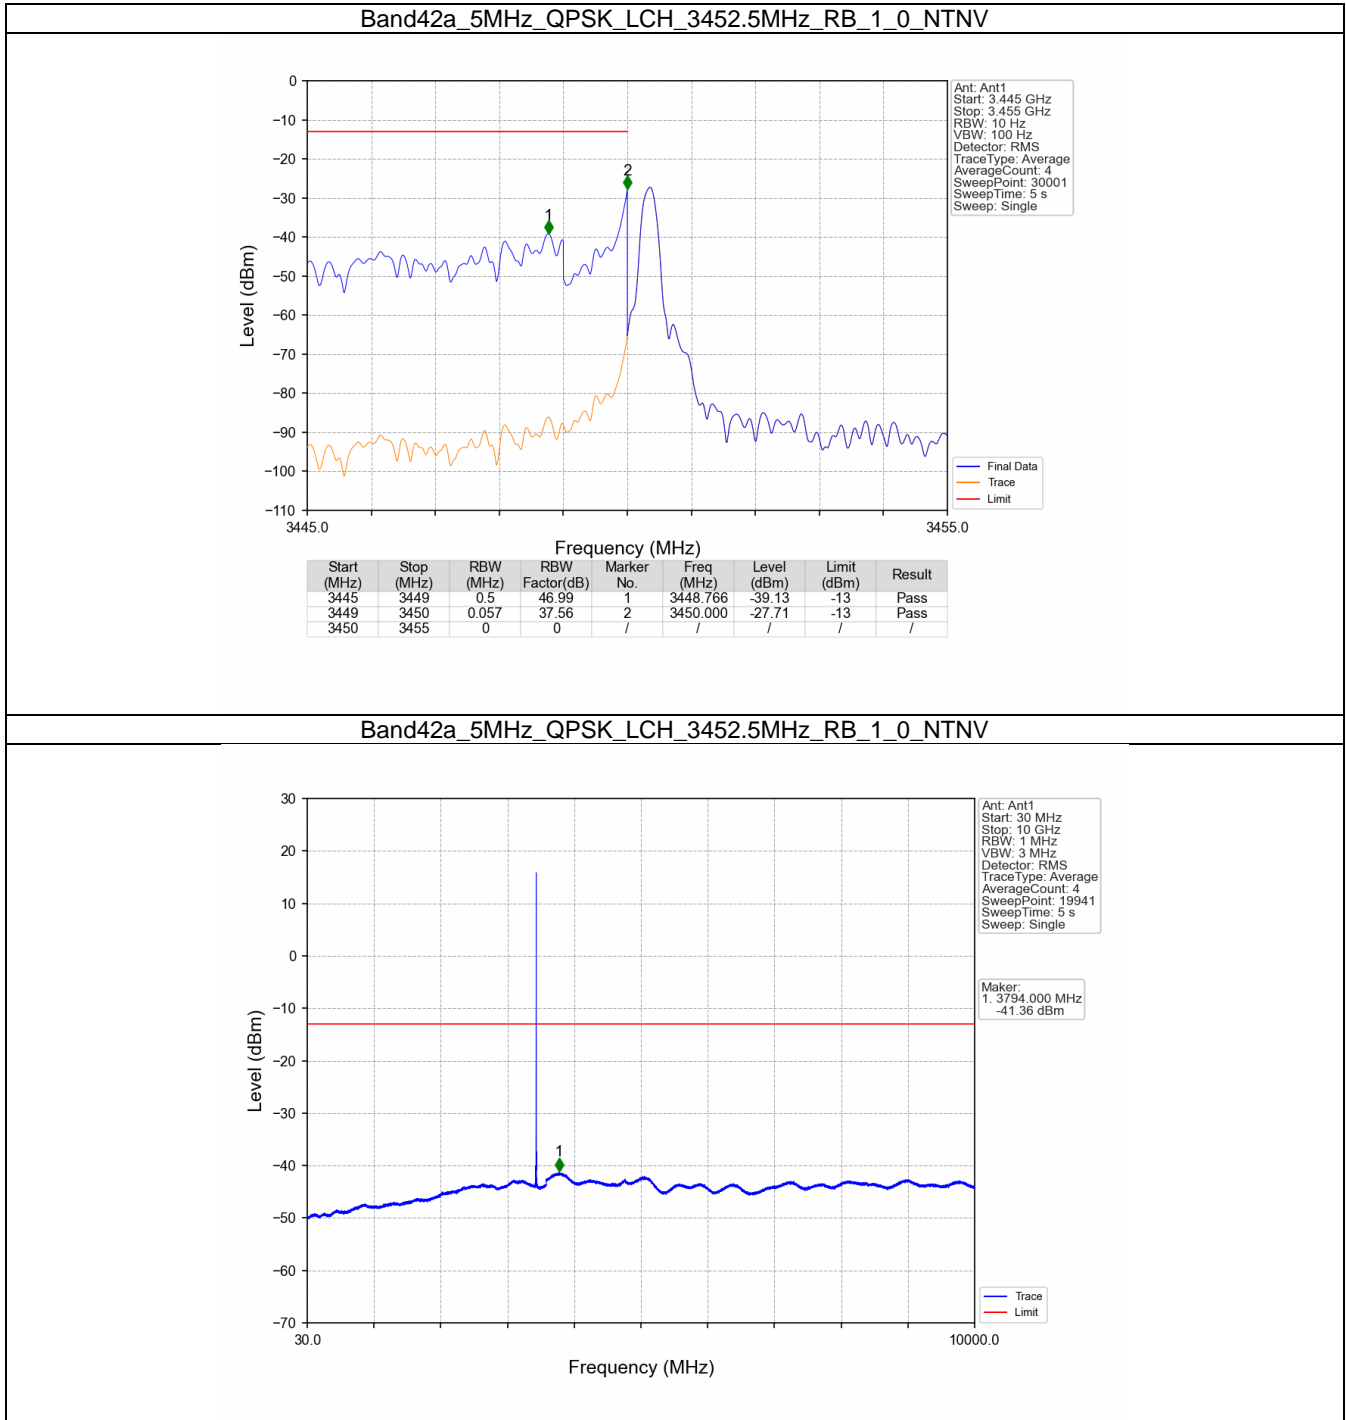 Band42a_5MHz_QPSK_LCH_3452.5MHz_RB_1_0_NTNV
0
−10
−20
−30
−40
−50
−60
−70
−80
−90
−100
−110
Level (dBm)
1
2
3445.0
3455.0
Frequency (MHz)
Ant: Ant1
Start: 3.445 GHz
Stop: 3.455 GHz
RBW: 10 Hz
VBW: 100 Hz
Detector: RMS
TraceType: Average
AverageCount: 4
SweepPoint: 30001
SweepTime: 5 s
Sweep: Single
Final Data
Trace
Limit
Start (MHz) Stop (MHz) RBW (MHz) RBW Factor(dB) Marker No. Freq (MHz) Level (dBm) Limit (dBm) Result
3445 3449 0.5 46.99 1 3448.766 -39.13 -13 Pass
3449 3450 0.057 37.56 2 3450.000 -27.71 -13 Pass
3450 3455 0 0 / / / / /
Band42a_5MHz_QPSK_LCH_3452.5MHz_RB_1_0_NTNV
30
20
10
0
−10
−20
−30
−40
−50
−60
−70
Level (dBm)
1
30.0
10000.0
Frequency (MHz)
Ant: Ant1
Start: 30 MHz
Stop: 10 GHz
RBW: 1 MHz
VBW: 3 MHz
Detector: RMS
TraceType: Average
AverageCount: 4
SweepPoint: 19941
SweepTime: 5 s
Sweep: Single
Maker:
1. 3794.000 MHz
-41.36 dBm
Trace
Limit